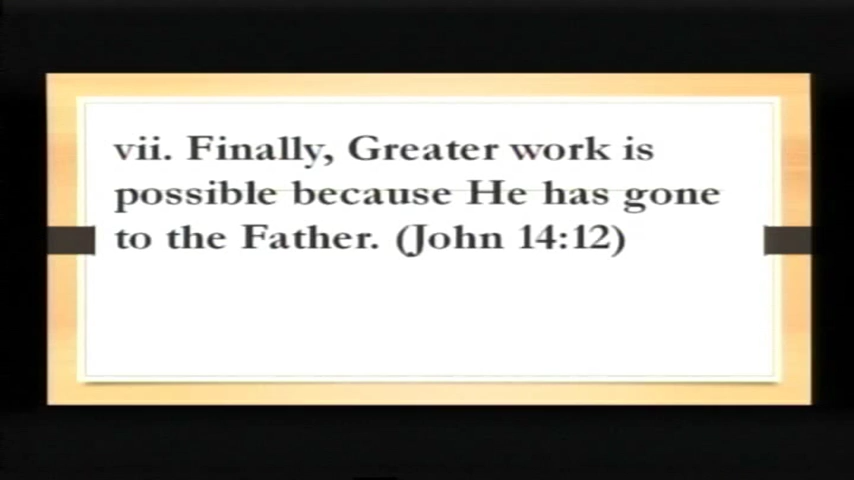 vii. Finally, Greater work is
possible because He has gone
to the Father. (John 14:12)